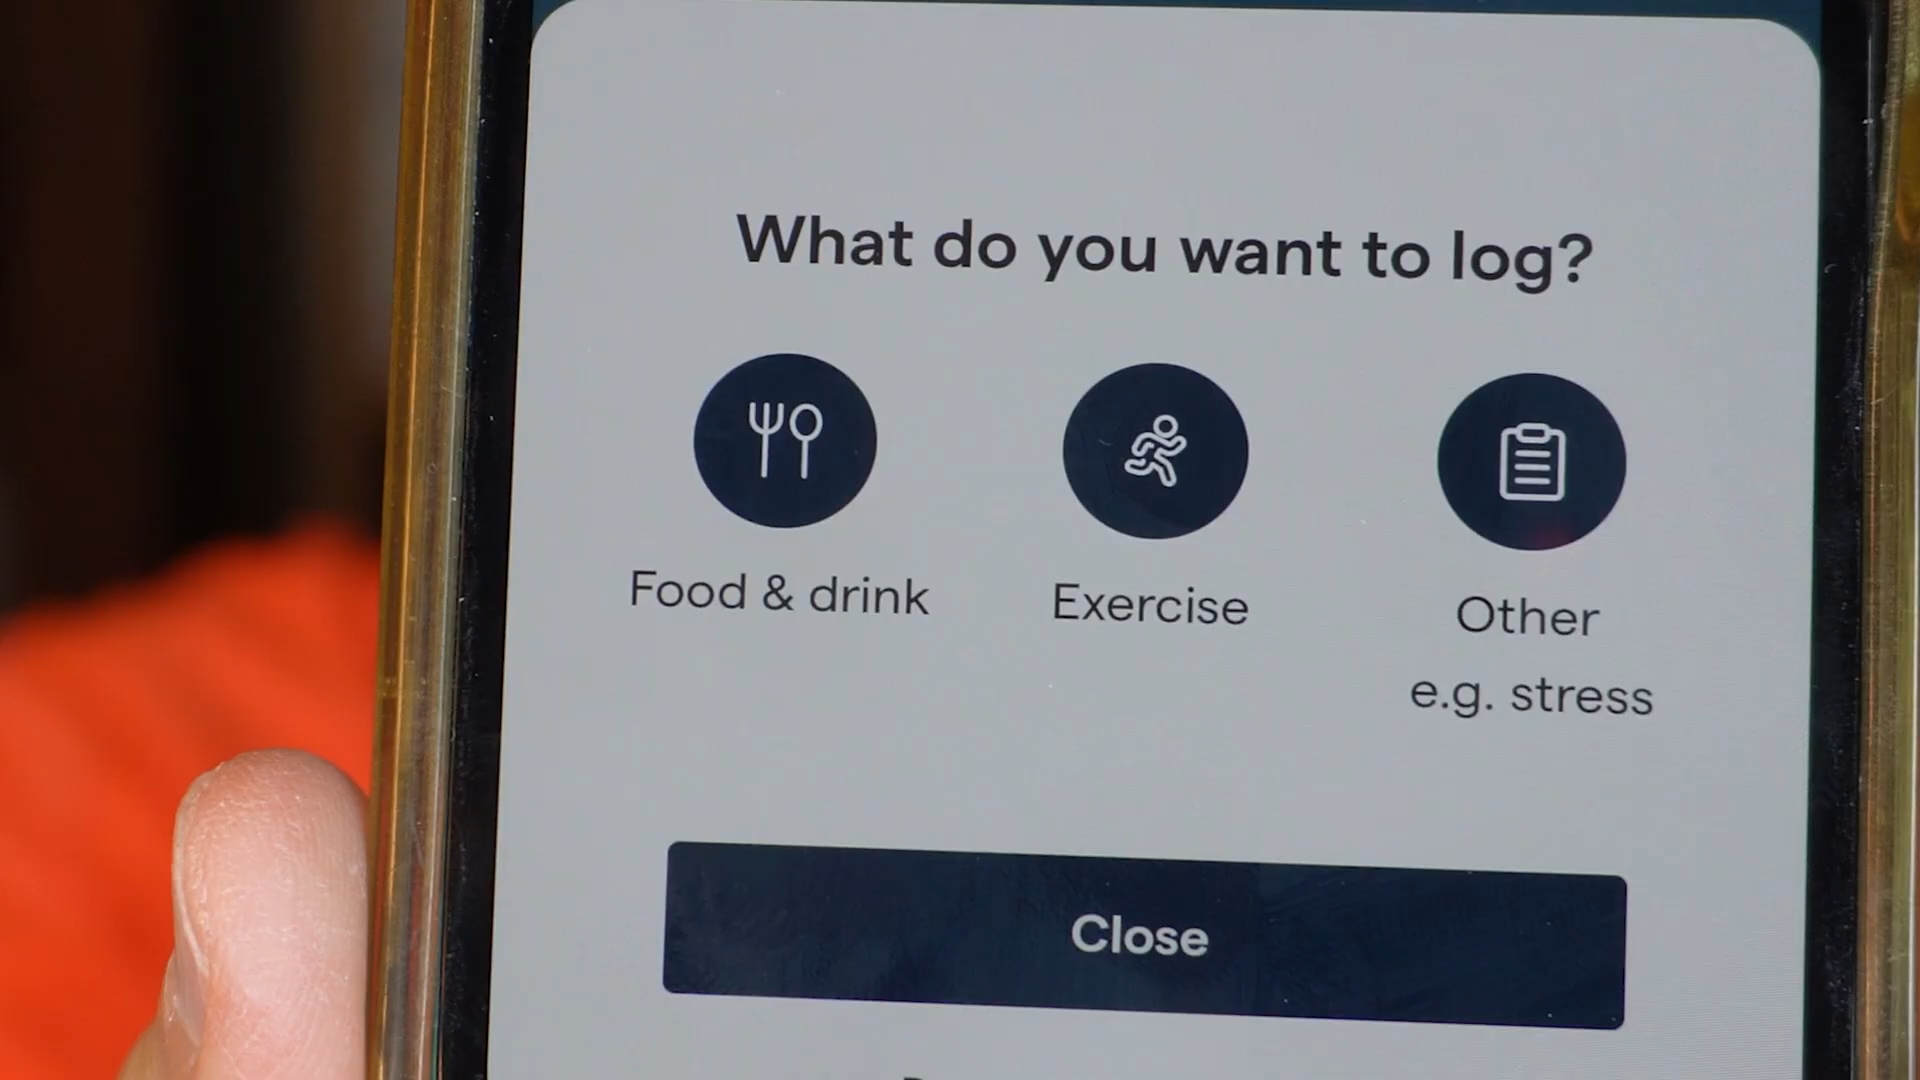 What do you want to log?
Food & drink
Exercise
Other
e.g. stress
Close